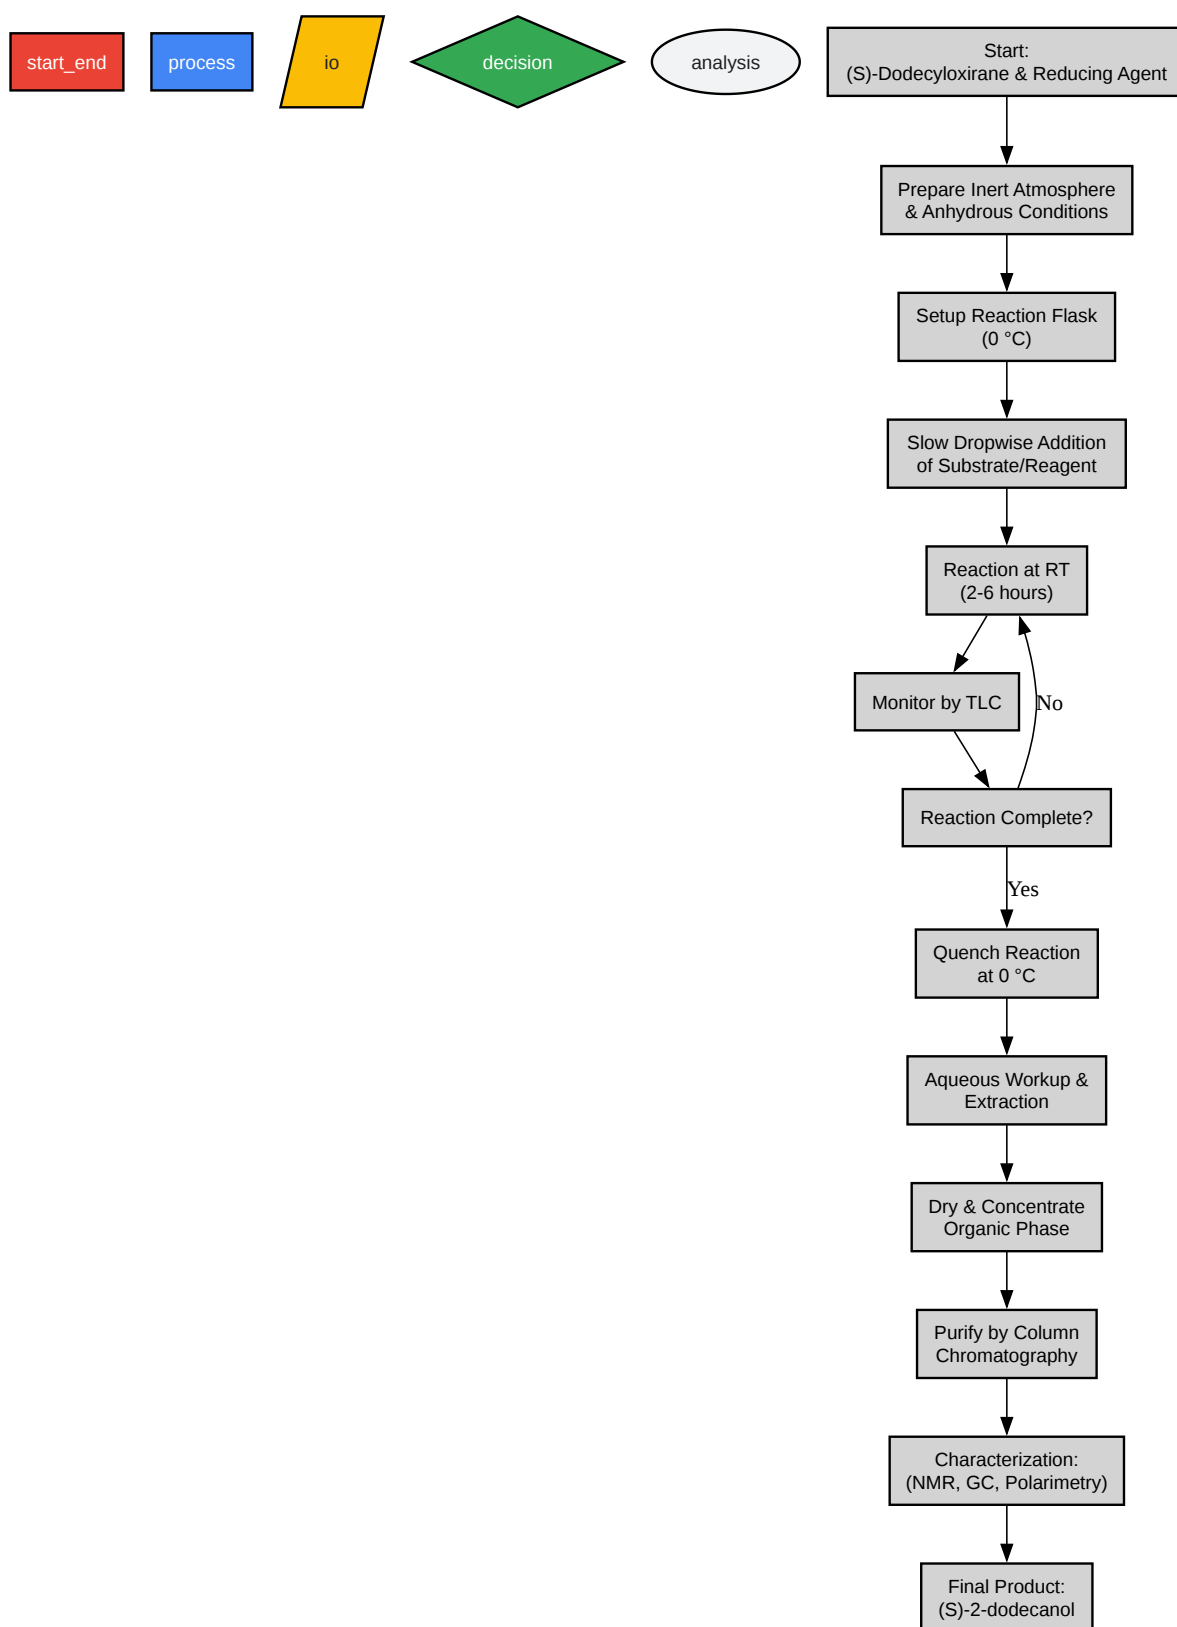 start_end
process
io
decision
analysis
Start:
(S)-Dodecyloxirane & Reducing Agent
Prepare Inert Atmosphere
& Anhydrous Conditions
Setup Reaction Flask
(0 °C)
Slow Dropwise Addition
of Substrate/Reagent
Reaction at RT
(2-6 hours)
Monitor by TLC
No
Reaction Complete?
Yes
Quench Reaction
at 0 °C
Aqueous Workup &
Extraction
Dry & Concentrate
Organic Phase
Purify by Column
Chromatography
Characterization:
(NMR, GC, Polarimetry)
Final Product:
(S)-2-dodecanol